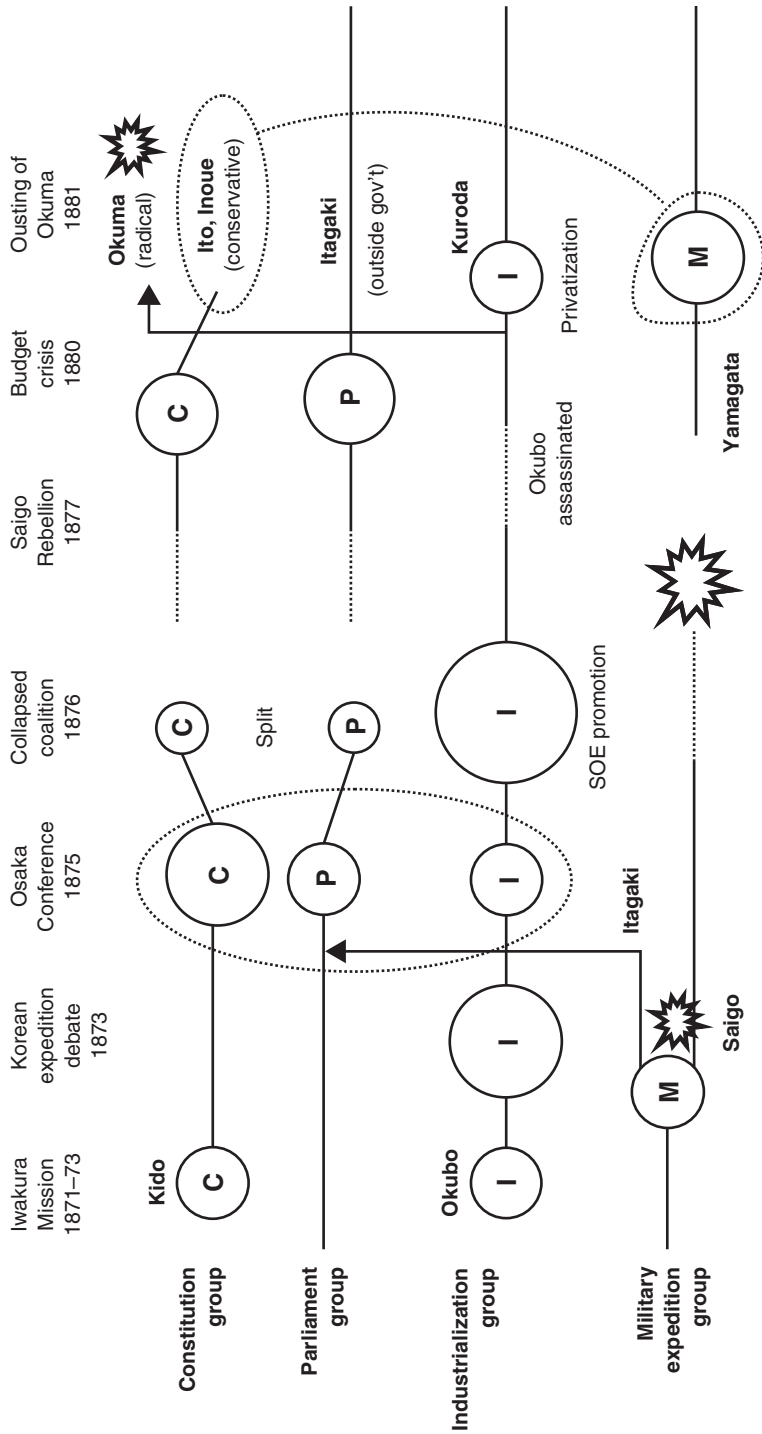 Iwakura
Mission
1871–73
Korean
expedition
debate
1873
Osaka
Conference
1875
Collapsed
coalition
1876
Saigo
Rebellion
1877
Budget
crisis
1880
Ousting of
Okuma
1881
Constitution
group
Kido
C
C
C
Split
C
Okuma
(radical)
Ito, Inoue
(conservative)
Parliament
group
P
P
P
Itagaki
(outside gov't)
Industrialization
group
Okubo
I
I
I
I
SOE promotion
Okubo
assassinated
I
Kuroda
Privatization
Military
expedition
group
M
Saigo
Itagaki
Yamagata
M